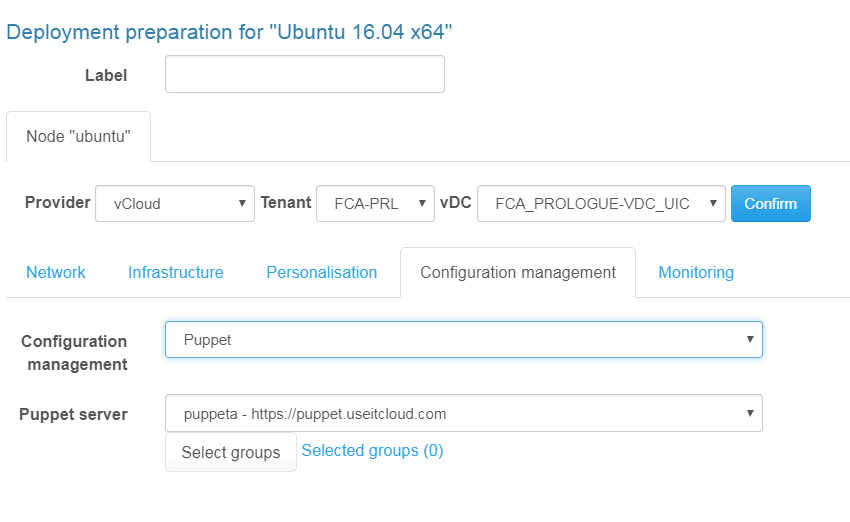 Deployment preparation for "Ubuntu 16.04 x64"
Label
Node "ubuntu"
Provider vCloud Tenant FCA-PRL vDC FCA_PROLOGUE-VDC_UIC Confirm
Network Infrastructure Personalisation Configuration management Monitoring
Configuration
management
Puppet
Puppet server puppeta - https://puppet.useitcloud.com
Select groups Selected groups (0)